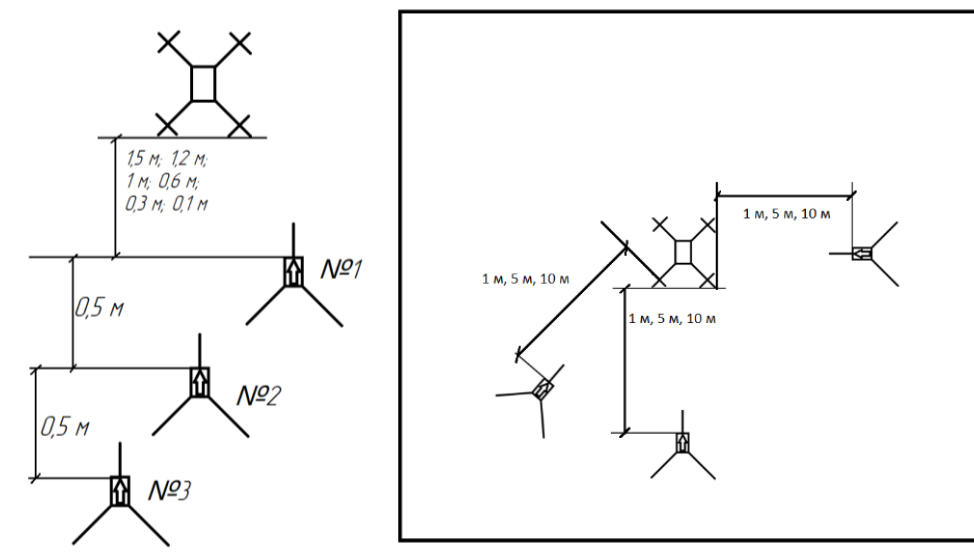 1,5 м; 1,2 м;
1 м; 0,6 м;
0,3 м; 0,1 м
№1
0,5 м
№2
0,5 м
№3
1 м, 5 м, 10 м
1 м, 5 м, 10 м
1 м, 5 м, 10 м